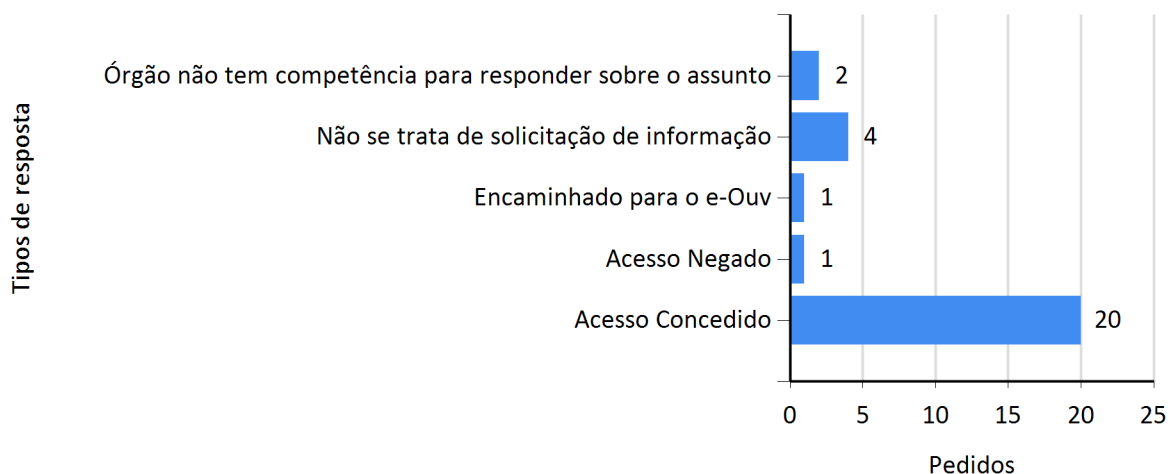 Tipos de resposta
Órgão não tem competência para responder sobre o assunto 2
Não se trata de solicitação de informação 4
Encaminhado para o e-Ouv 1
Acesso Negado 1
Acesso Concedido 20
0 5 10 15 20 25
Pedidos